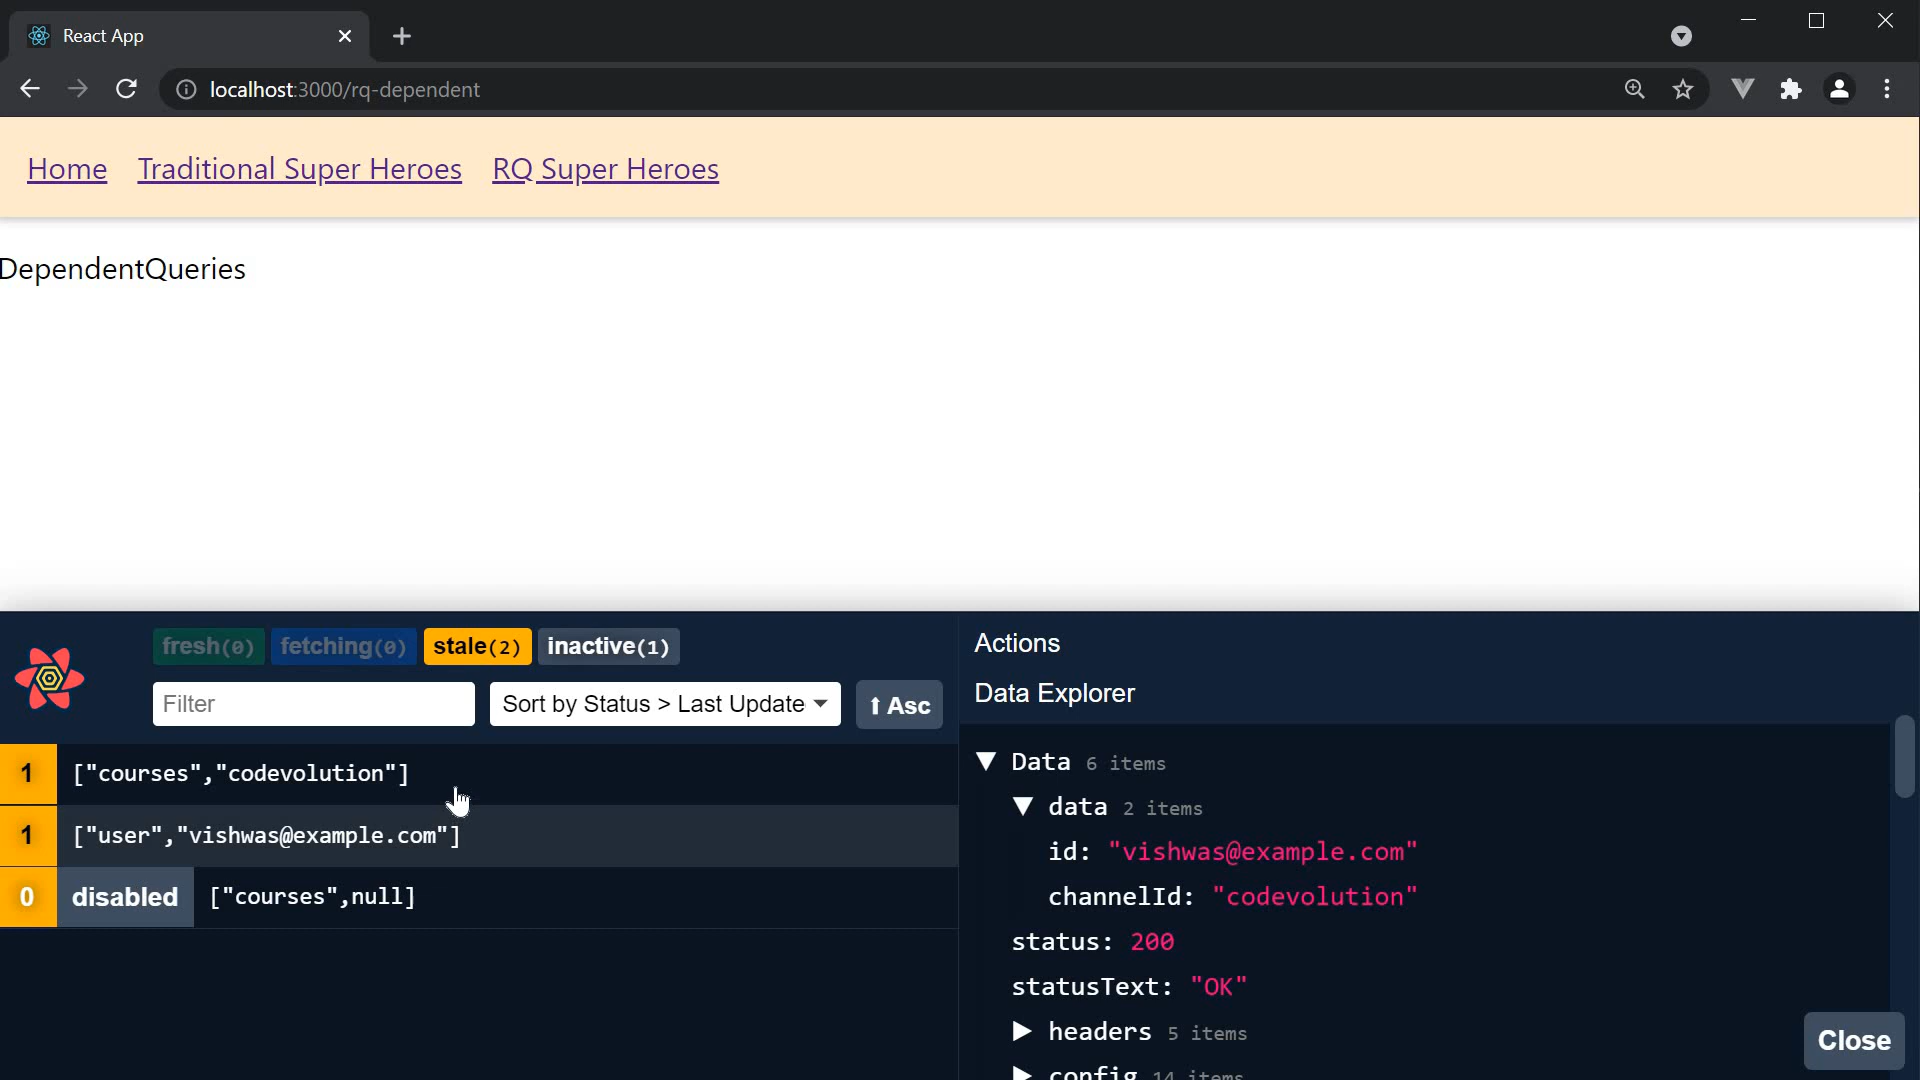 React App
localhost:3000/rq-dependent
Home Traditional Super Heroes RQ Super Heroes
DependentQueries
fresh(0) fetching(0) stale(2) inactive(1)
Filter Sort by Status > Last Update Asc
1 ["courses","codevolution"]
1 ["user","vishwas@example.com"]
0 disabled ["courses",null]
Actions
Data Explorer
Data 6 items
data 2 items
id: "vishwas@example.com"
channelId: "codevolution"
status: 200
statusText: "OK"
headers 5 items
config 14 items
Close